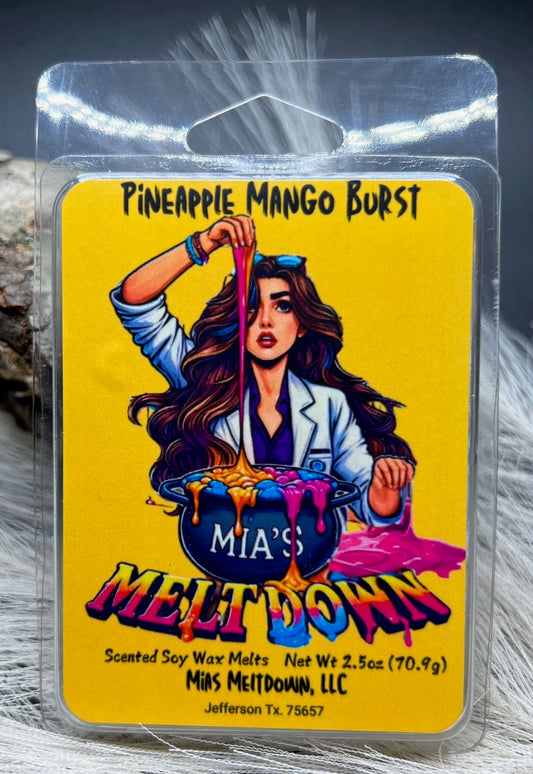 Pineapple Mango Burst
MIA'S
MELTDOWN
Scented Soy Wax Melts Net Wt 2.5oz (70.9g)
Mias Meltdown, LLC
Jefferson Tx. 75657